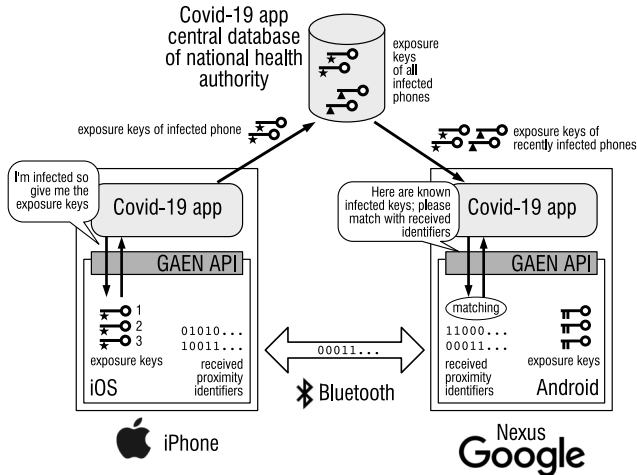 Covid-19 app
central database
of national health
authority
exposure
keys
of all
infected
phones
exposure keys of infected phone
exposure keys of
recently infected phones
I'm infected so
give me the
exposure keys
Covid-19 app
Here are known
infected keys; please
match with received
identifiers
Covid-19 app
GAEN API
GAEN API
1
2
3
exposure keys
01010...
10011...
received
proximity
identifiers
iOS
00011...
Bluetooth
matching
11000...
00011...
received
proximity
identifiers
exposure keys
Android
iPhone
Nexus
Google